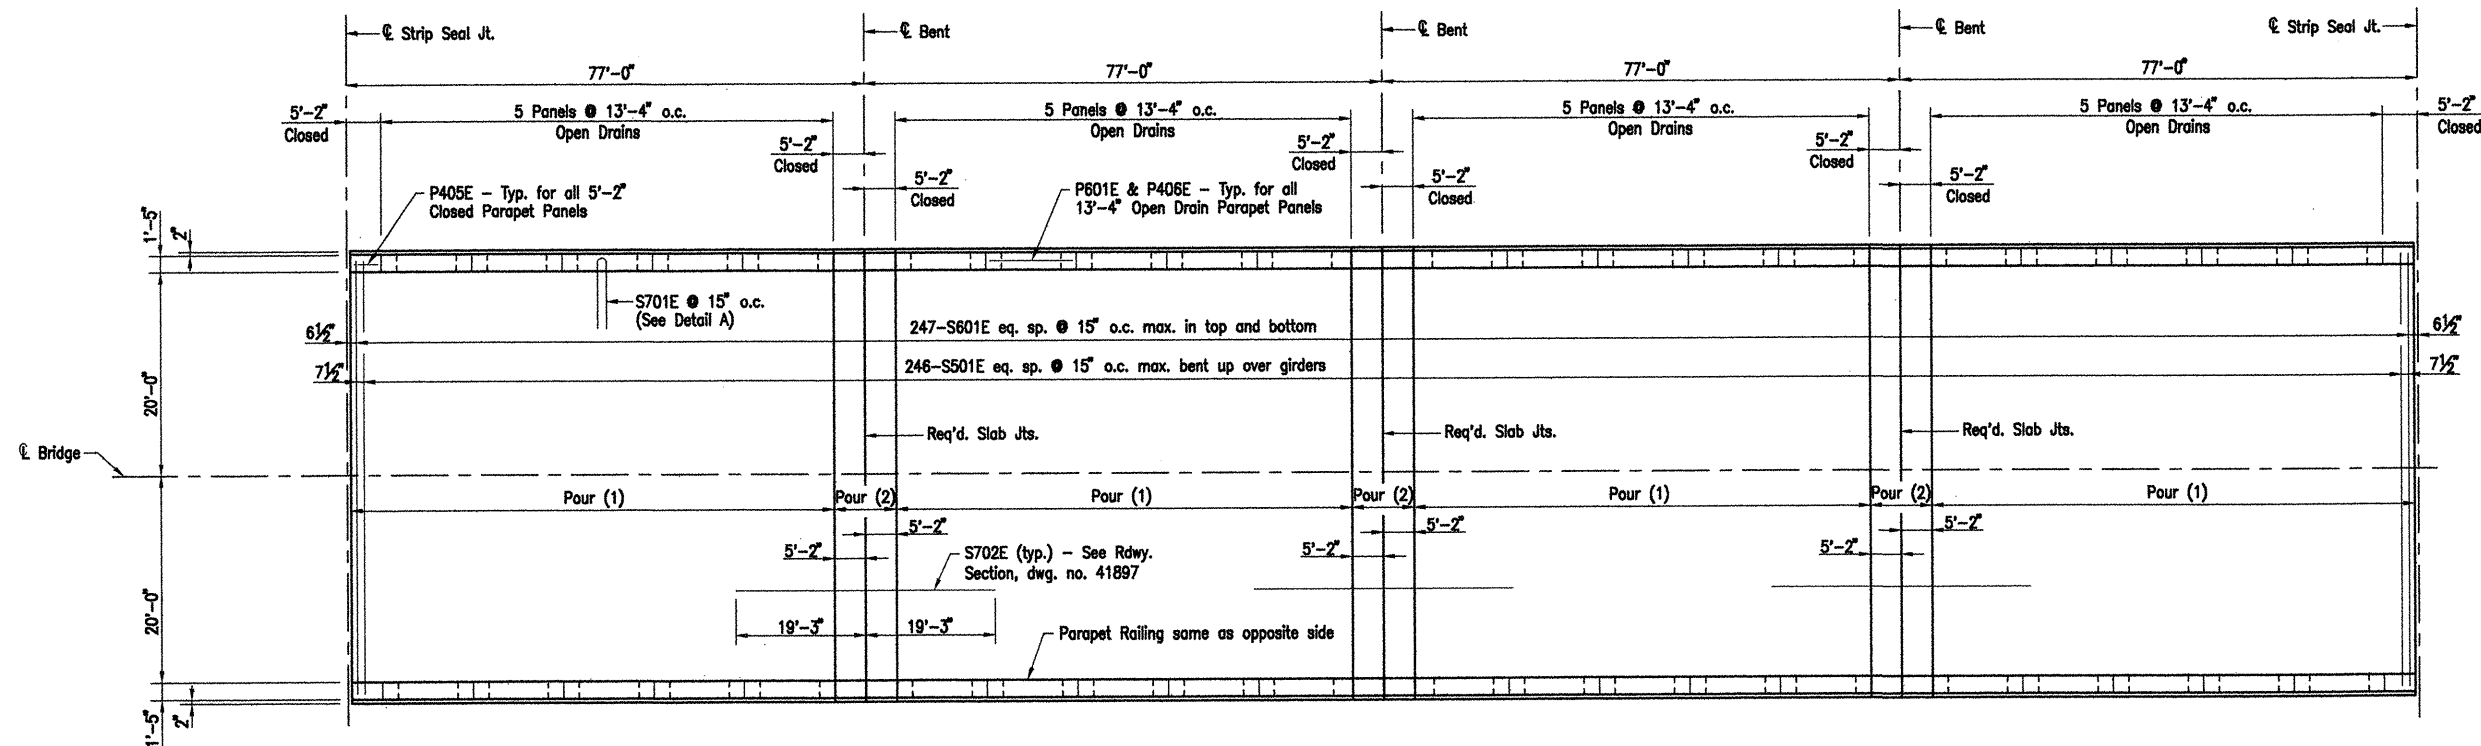 ℄ Strip Seal Jt.
℄ Bent
℄ Bent
℄ Bent
℄ Strip Seal Jt.
77'-0"
77'-0"
77'-0"
77'-0"
5'-2"
Closed
5 Panels @ 13'-4" o.c.
Open Drains
5'-2"
Closed
5'-2"
Closed
5 Panels @ 13'-4" o.c.
Open Drains
5'-2"
Closed
5'-2"
Closed
5 Panels @ 13'-4" o.c.
Open Drains
5'-2"
Closed
5'-2"
Closed
5 Panels @ 13'-4" o.c.
Open Drains
5'-2"
Closed
P405E - Typ. for all 5'-2"
Closed Parapet Panels
P601E & P406E - Typ. for all
13'-4" Open Drain Parapet Panels
1'-5"
2"
S701E @ 15" o.c.
(See Detail A)
6½"
247-S601E eq. sp. @ 15" o.c. max. in top and bottom
6½"
7½"
246-S501E eq. sp. @ 15" o.c. max. bent up over girders
7½"
20'-0"
Req'd. Slab Jts.
Req'd. Slab Jts.
Req'd. Slab Jts.
℄ Bridge
Pour (1)
Pour (2)
Pour (1)
Pour (2)
Pour (1)
Pour (2)
Pour (1)
5'-2"
5'-2"
5'-2"
5'-2"
5'-2"
5'-2"
S702E (typ.) - See Rdwy.
Section, dwg. no. 41897
20'-0"
19'-3"
19'-3"
Parapet Railing same as opposite side
1'-5"
2"